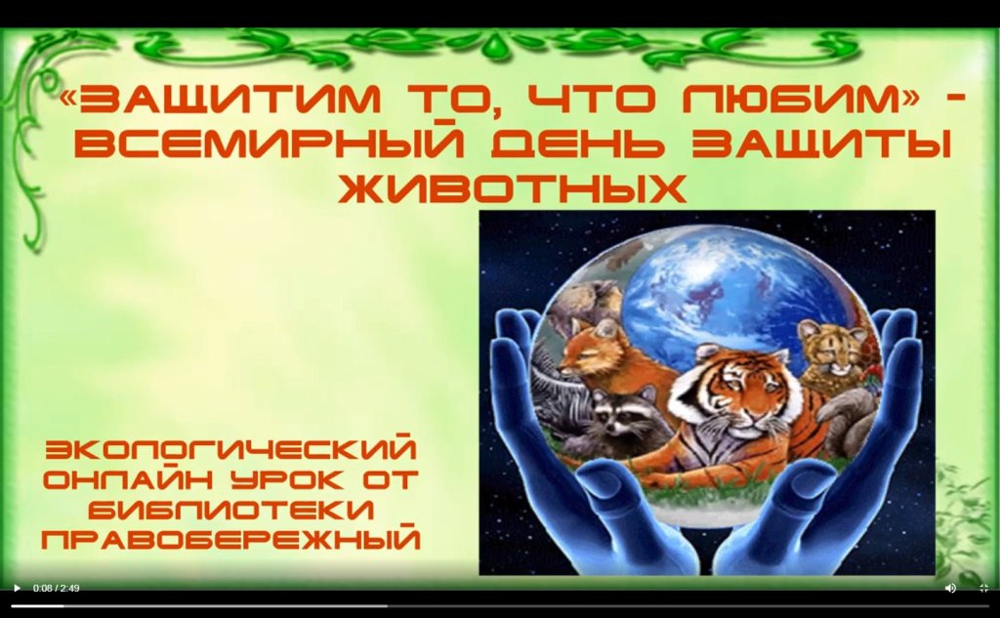 «ЗАЩИТИМ ТО, ЧТО ЛЮБИМ» -
ВСЕМИРНЫЙ ДЕНЬ ЗАЩИТЫ
ЖИВОТНЫХ
ЭКОЛОГИЧЕСКИЙ
ОНЛАЙН УРОК ОТ
БИБЛИОТЕКИ
ПРАВОБЕРЕЖНЫЙ
0:08 / 2:49